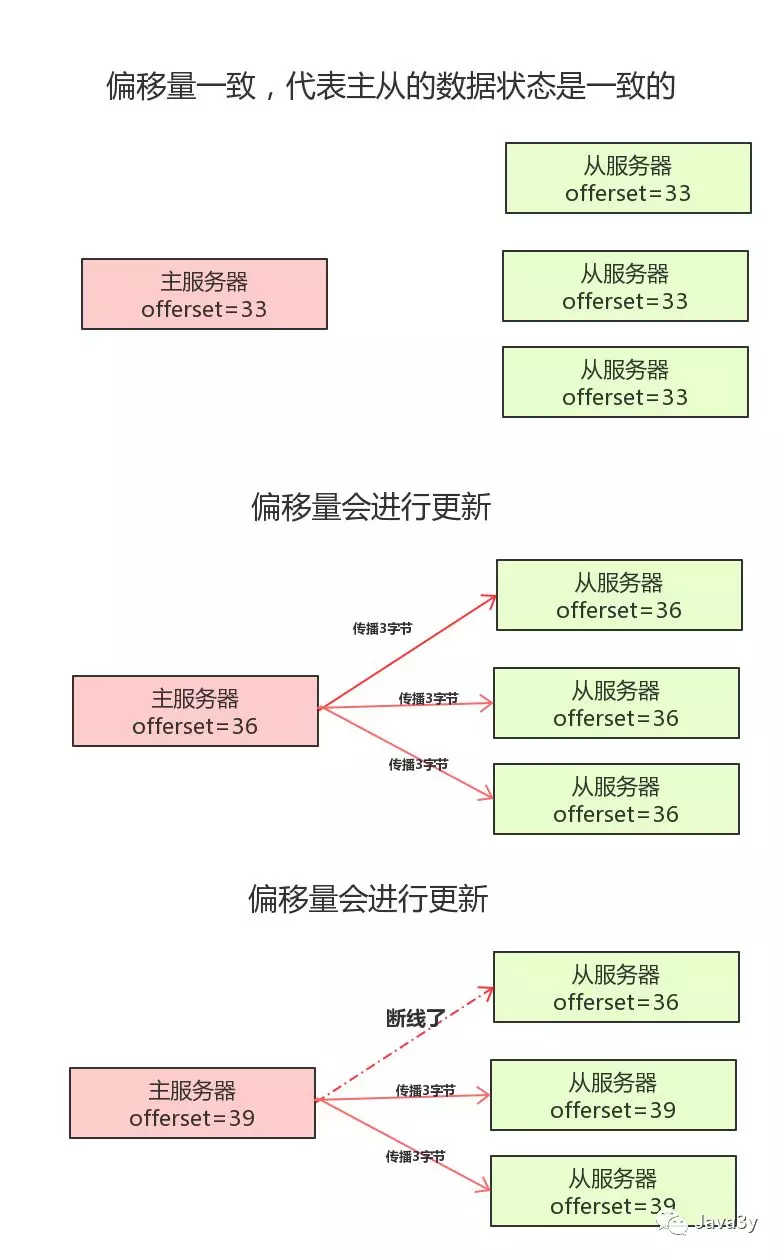 偏移量一致，代表主从的数据状态是一致的
从服务器
offerset=33
主服务器
offerset=33
从服务器
offerset=33
从服务器
offerset=33
偏移量会进行更新
从服务器
offerset=36
传播3字节
主服务器
offerset=36
传播3字节
从服务器
offerset=36
传播3字节
从服务器
offerset=36
偏移量会进行更新
从服务器
offerset=36
断线了
主服务器
offerset=39
传播3字节
从服务器
offerset=39
传播3字节
从服务器
offerset=39
Java3y